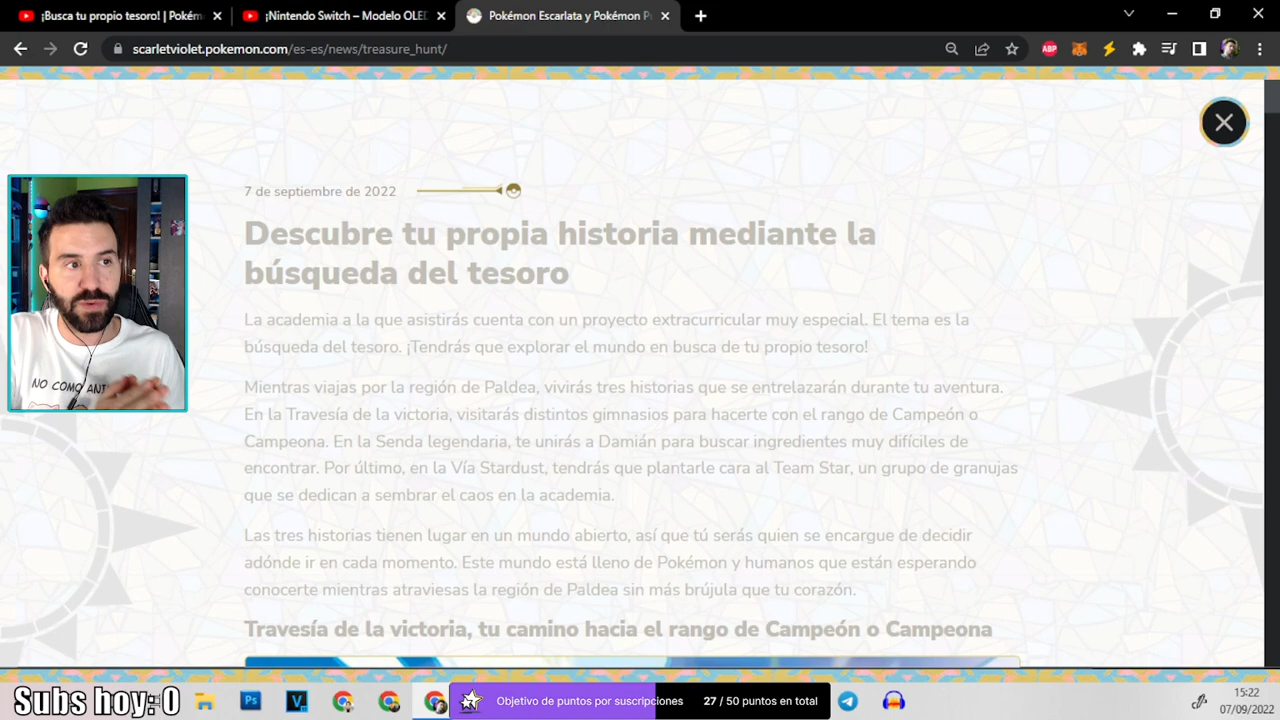 ¡Busca tu propio tesoro! | Pokém
¡Nintendo Switch – Modelo OLED
Pokémon Escarlata y Pokémon P
scarletviolet.pokemon.com/es-es/news/treasure_hunt/
ABP
7 de septiembre de 2022
Descubre tu propia historia mediante la
búsqueda del tesoro
La academia a la que asistirás cuenta con un proyecto extracurricular muy especial. El tema es la
búsqueda del tesoro. ¡Tendrás que explorar el mundo en busca de tu propio tesoro!
Mientras viajas por la región de Paldea, vivirás tres historias que se entrelazarán durante tu aventura.
En la Travesía de la victoria, visitarás distintos gimnasios para hacerte con el rango de Campeón o
Campeona. En la Senda legendaria, te unirás a Damián para buscar ingredientes muy difíciles de
encontrar. Por último, en la Vía Stardust, tendrás que plantarle cara al Team Star, un grupo de granujas
que se dedican a sembrar el caos en la academia.
NO COMO ANT
Las tres historias tienen lugar en un mundo abierto, así que tú serás quien se encargue de decidir
adónde ir en cada momento. Este mundo está lleno de Pokémon y humanos que están esperando
conocerte mientras atraviesas la región de Paldea sin más brújula que tu corazón.
Travesía de la victoria, tu camino hacia el rango de Campeón o Campeona
Subs hoy: 0
Ps
V
Objetivo de puntos por suscripciones
27 / 50 puntos en total
15:22
07/09/2022